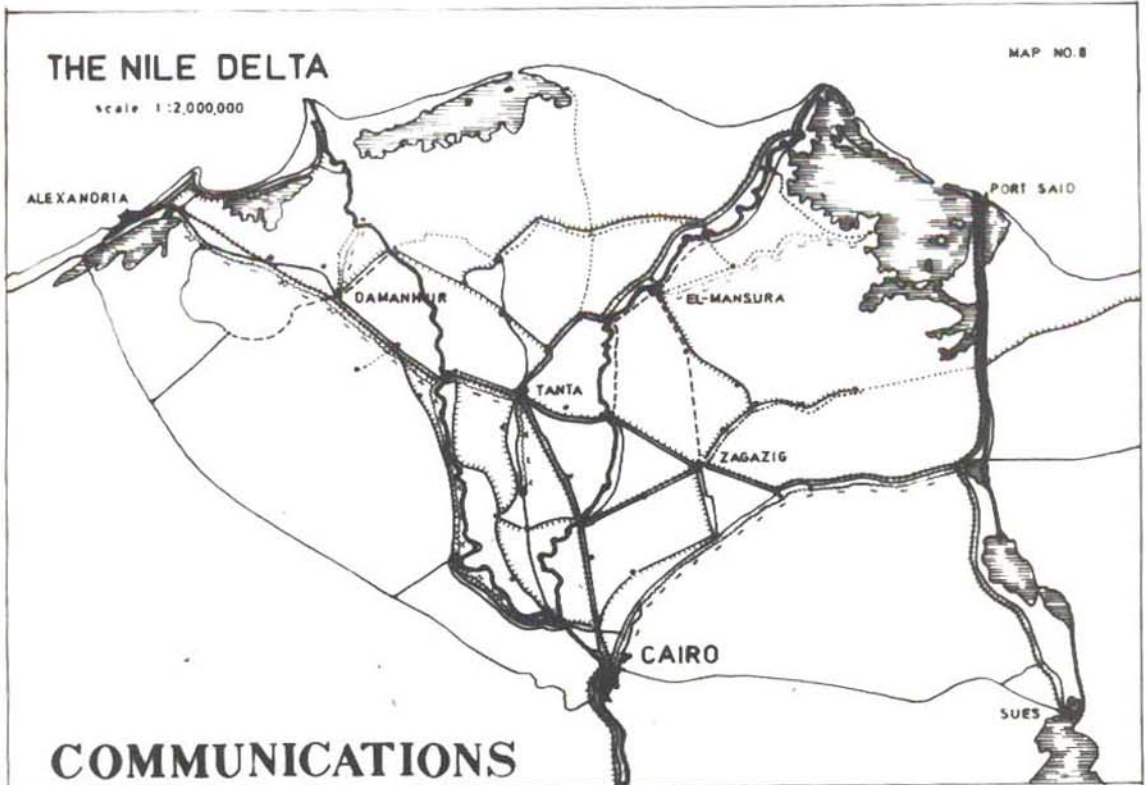 THE NILE DELTA
MAP NO. 8
scale 1:2,000,000
ALEXANDRIA
PORT SAID
DAMANHUR
EL-MANSURA
TANTA
ZAGAZIG
CAIRO
SUES
COMMUNICATIONS